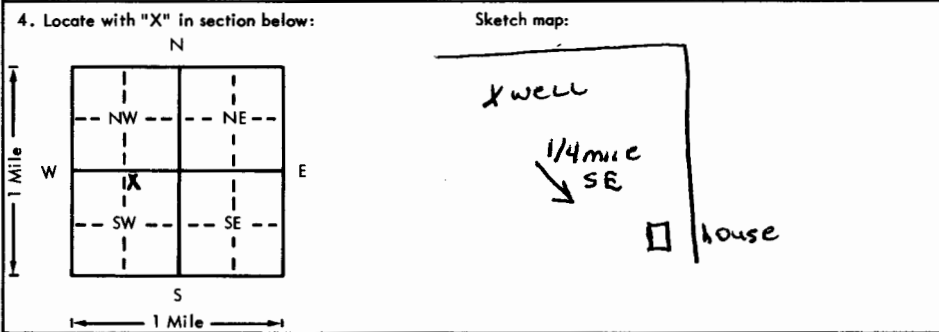 4. Locate with "X" in section below:
Sketch map:
N
NW
NE
1 Mile
W
E
X
SW
SE
S
1 Mile
X well
1/4 mile
SE
house